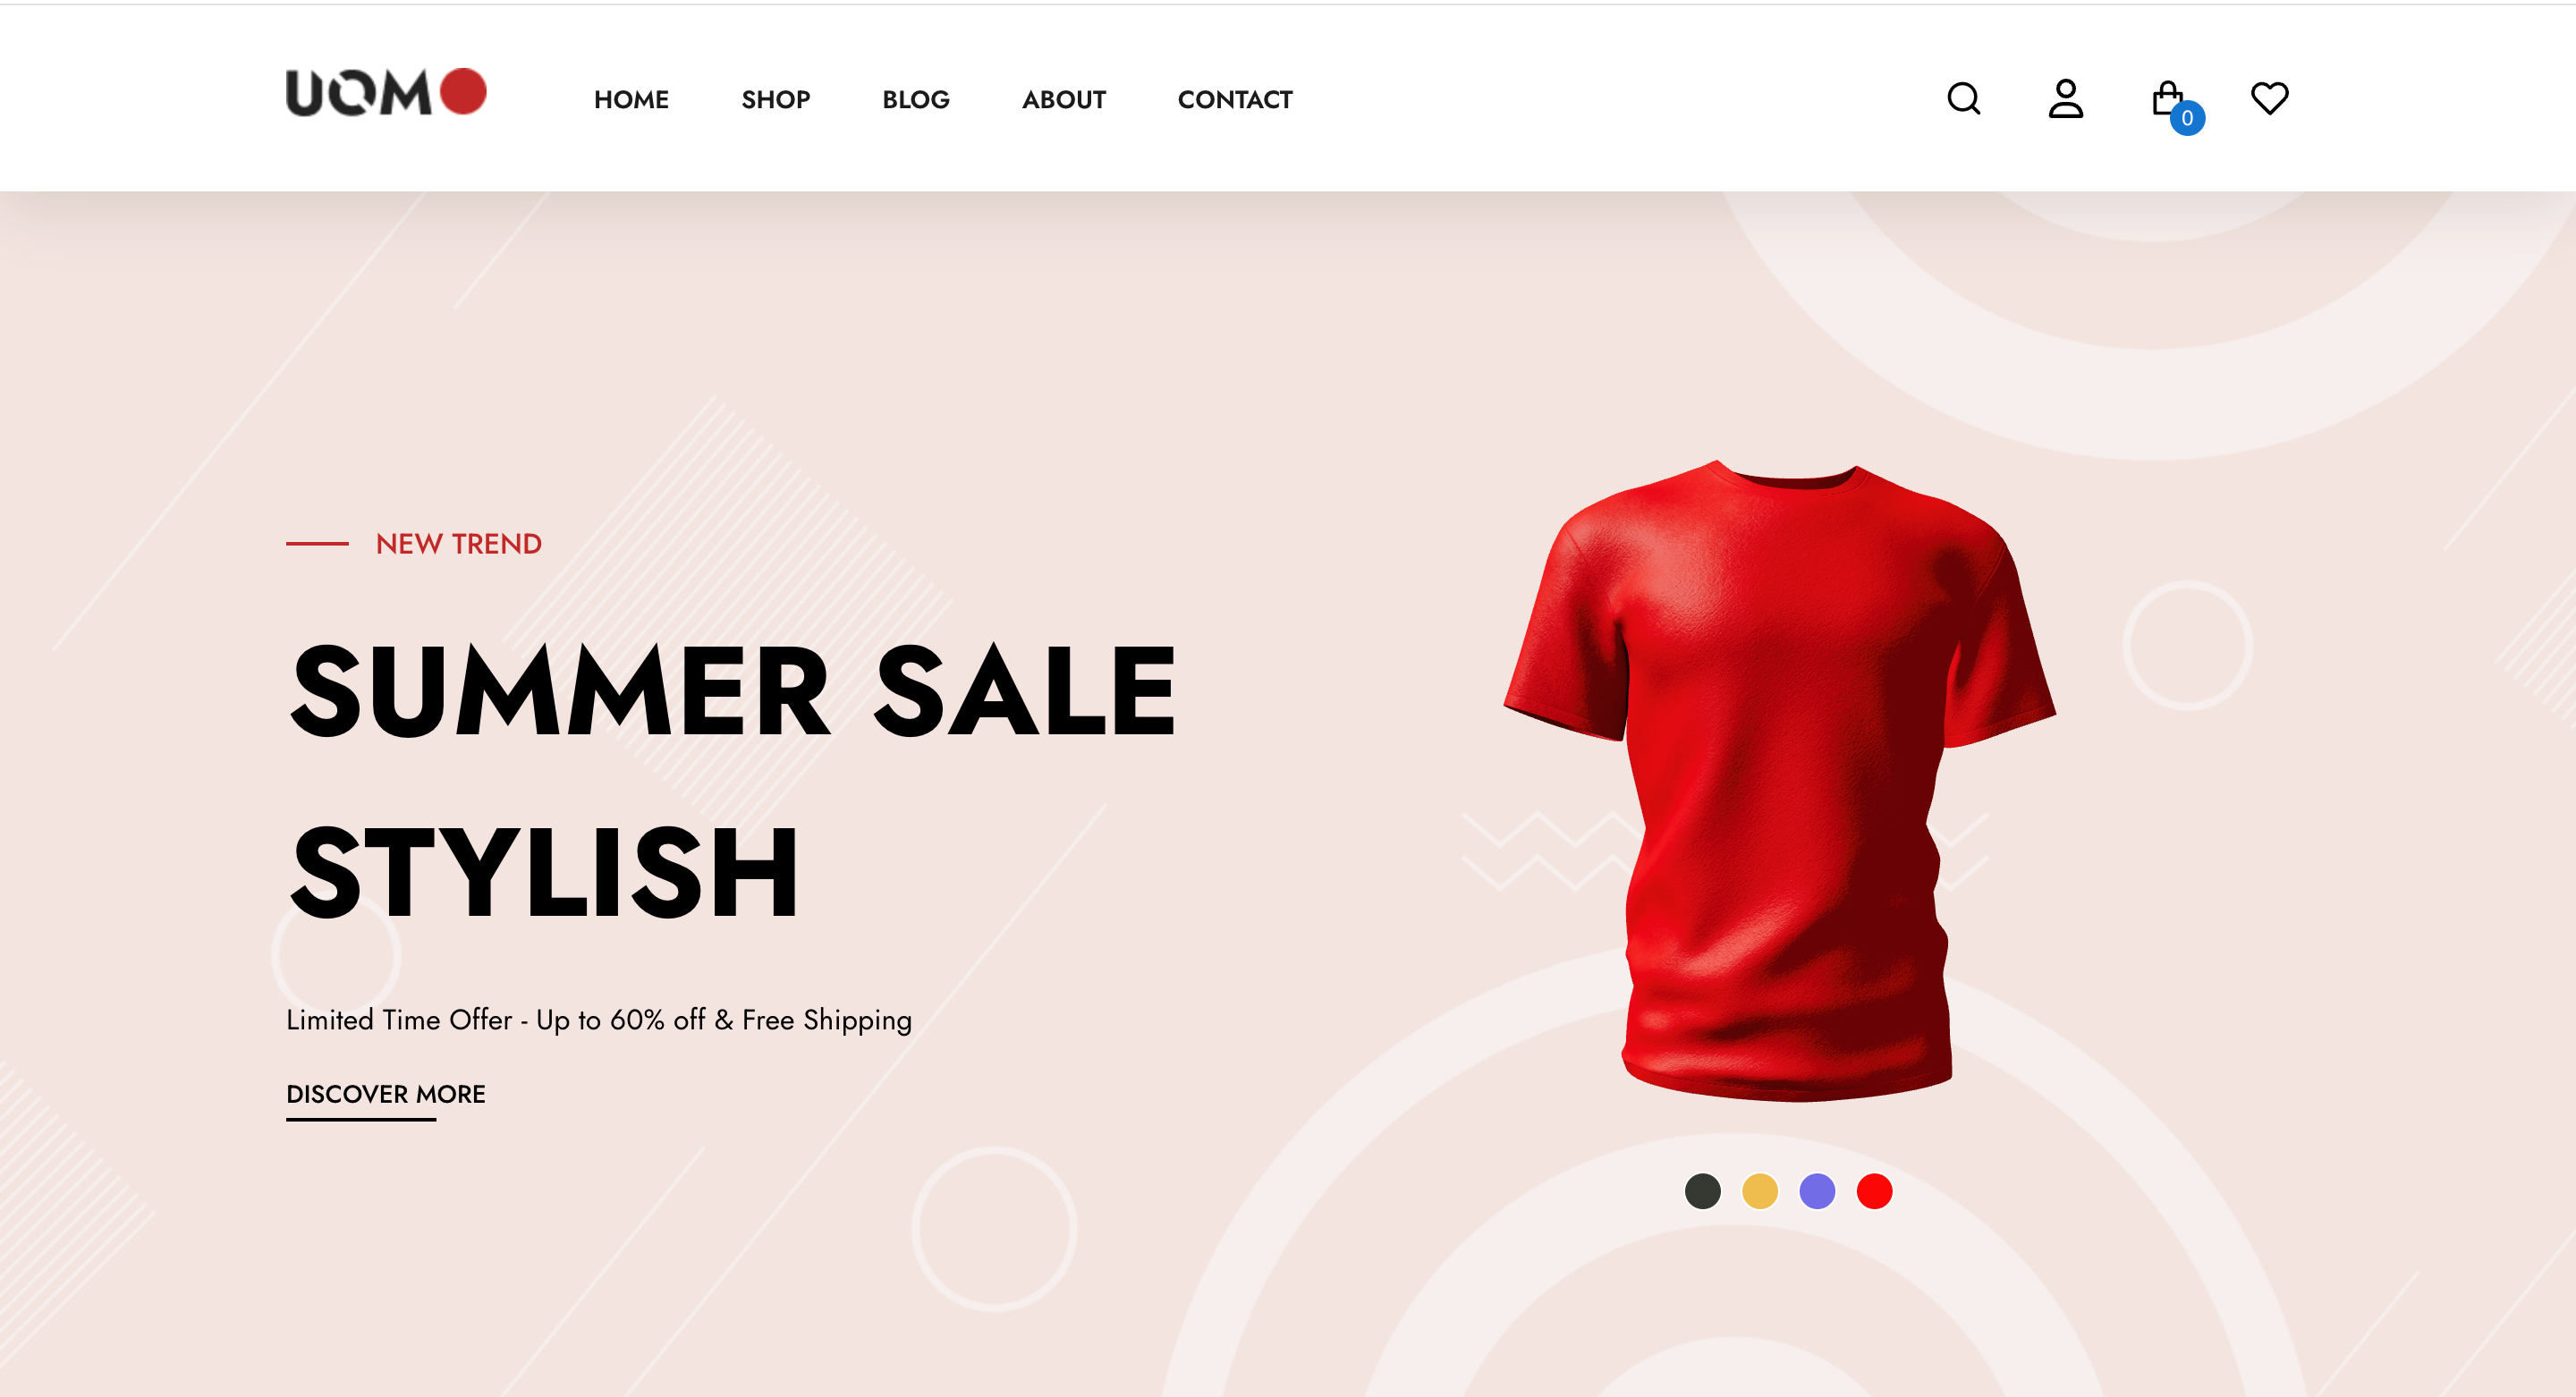 UOMO
HOME SHOP BLOG ABOUT CONTACT
0
NEW TREND
SUMMER SALE
STYLISH
Limited Time Offer - Up to 60% off & Free Shipping
DISCOVER MORE